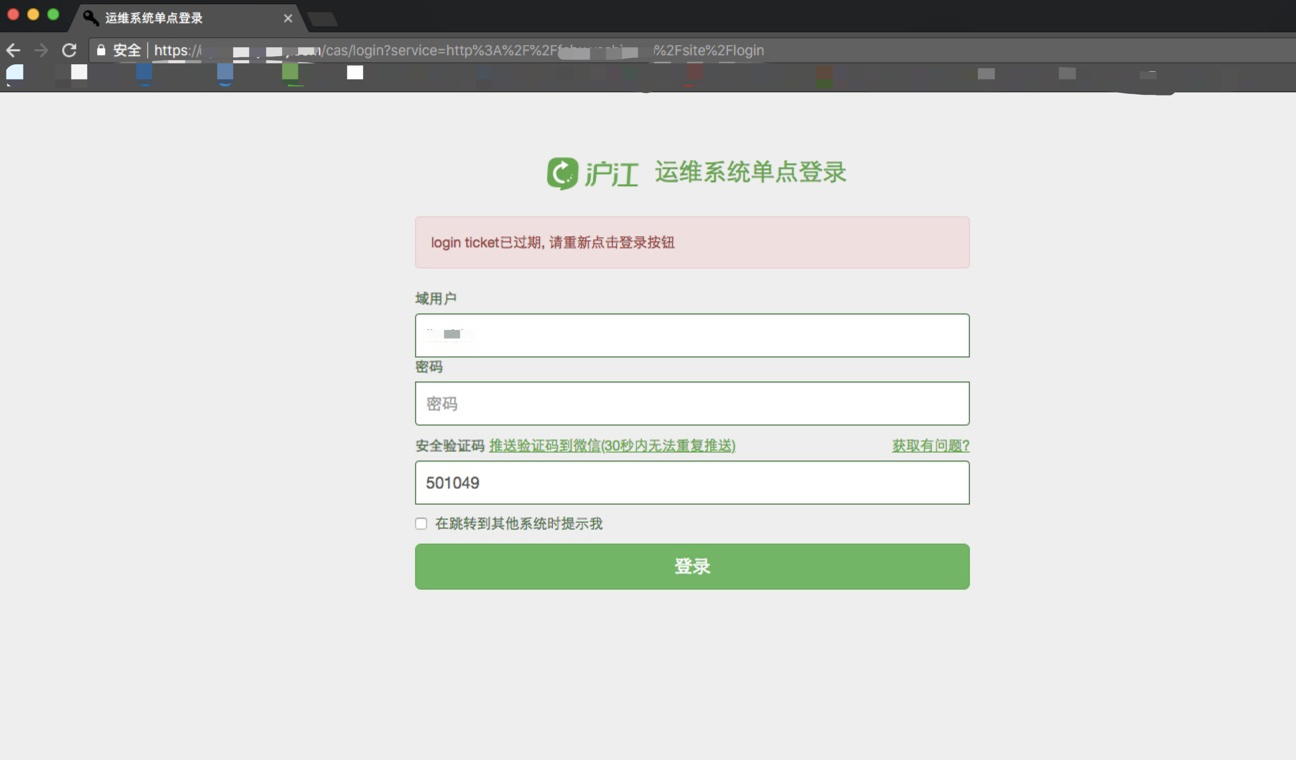 运维系统单点登录
安全 | https://
/cas/login?service=http%3A%2F%2F
%2Fsite%2Flogin
沪江 运维系统单点登录
login ticket已过期, 请重新点击登录按钮
域用户
密码
密码
安全验证码 推送验证码到微信(30秒内无法重复推送) 获取有问题?
501049
在跳转到其他系统时提示我
登录